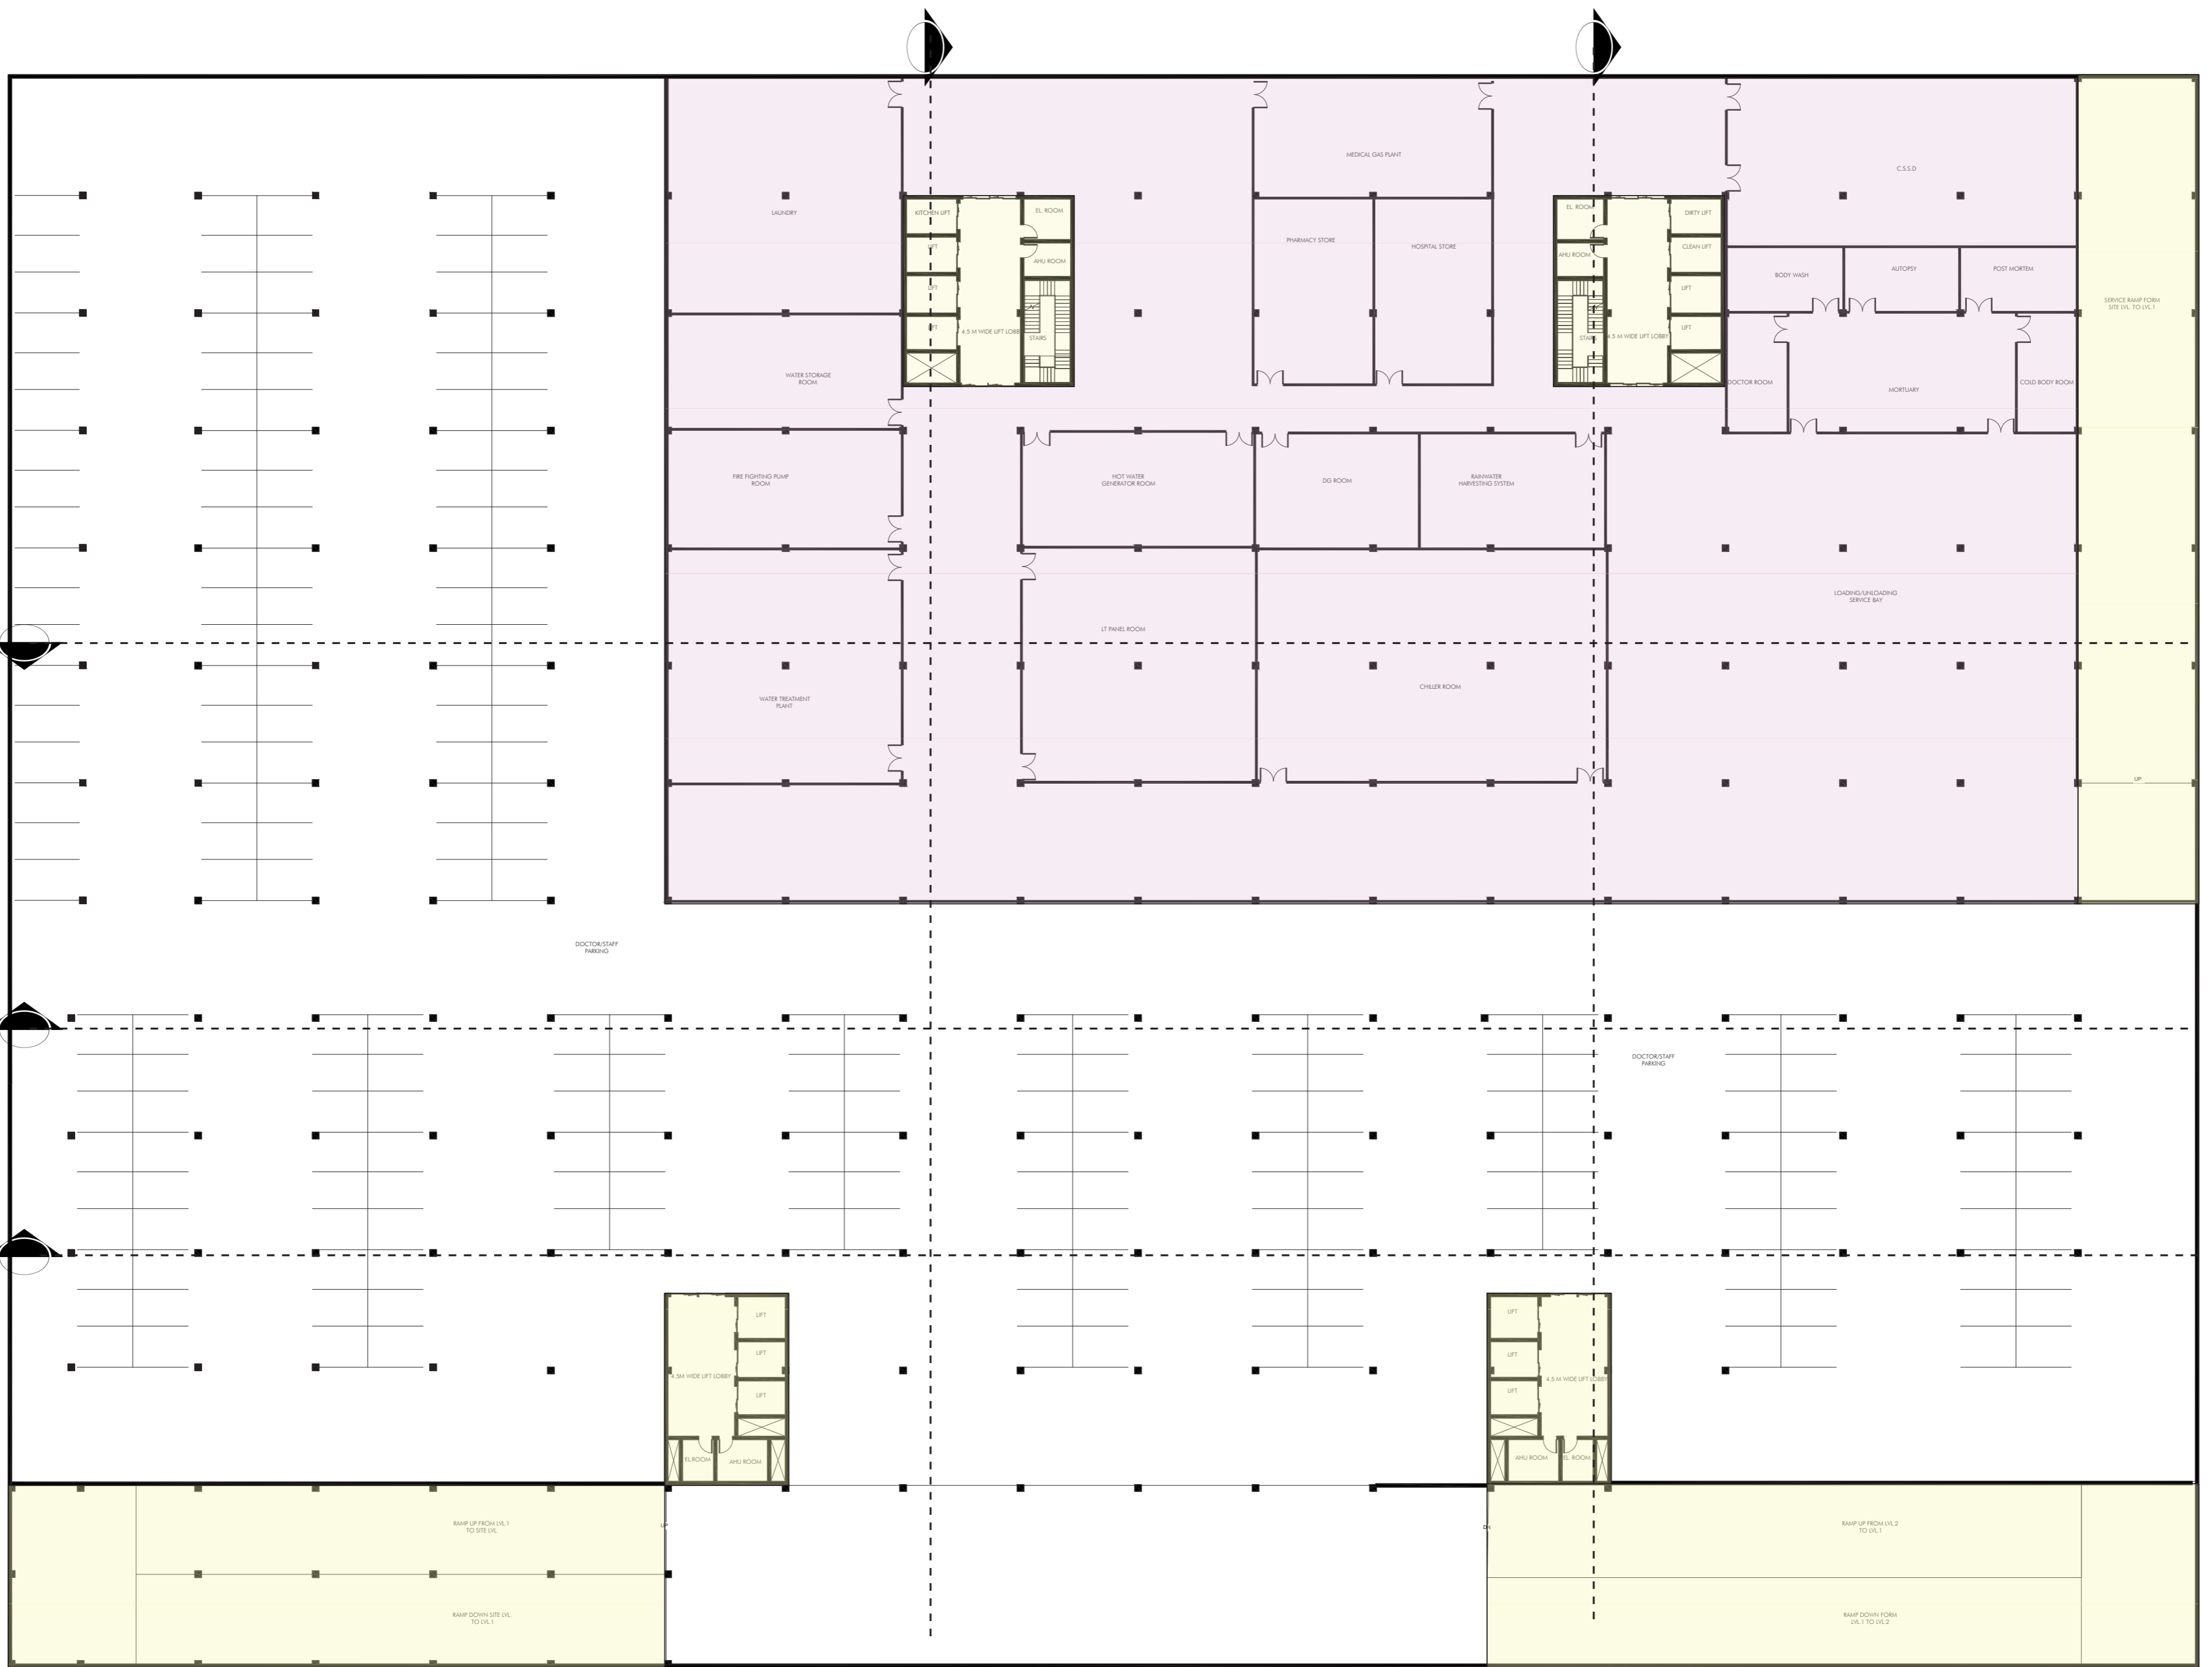 MEDICAL GAS PLANT
C.S.S.D
LAUNDRY
KITCHEN LIFT
EL. ROOM
EL. ROOM
DIRTY LIFT
PHARMACY STORE
HOSPITAL STORE
LIFT
AHU ROOM
AHU ROOM
CLEAN LIFT
BODY WASH
AUTOPSY
POST MORTEM
LIFT
LIFT
SERVICE RAMP FORM
SITE LVL. TO LVL.1
LIFT
4.5 M WIDE LIFT LOBBY
STAIRS
STAIRS
4.5 M WIDE LIFT LOBBY
LIFT
WATER STORAGE
ROOM
DOCTOR ROOM
MORTUARY
COLD BODY ROOM
FIRE FIGHTING PUMP
ROOM
HOT WATER
GENERATOR ROOM
DG ROOM
RAINWATER
HARVESTING SYSTEM
LOADING/UNLOADING
SERVICE BAY
LT PANEL ROOM
CHILLER ROOM
WATER TREATMENT
PLANT
UP
DOCTOR/STAFF
PARKING
DOCTOR/STAFF
PARKING
LIFT
LIFT
LIFT
LIFT
4.5M WIDE LIFT LOBBY
4.5 M WIDE LIFT LOBBY
LIFT
LIFT
EL.ROOM
AHU ROOM
AHU ROOM
EL. ROOM
RAMP UP FROM LVL.1
TO SITE LVL.
UP
DN
RAMP UP FROM LVL.2
TO LVL.1
RAMP DOWN SITE LVL.
TO LVL.1
RAMP DOWN FORM
LVL.1 TO LVL.2